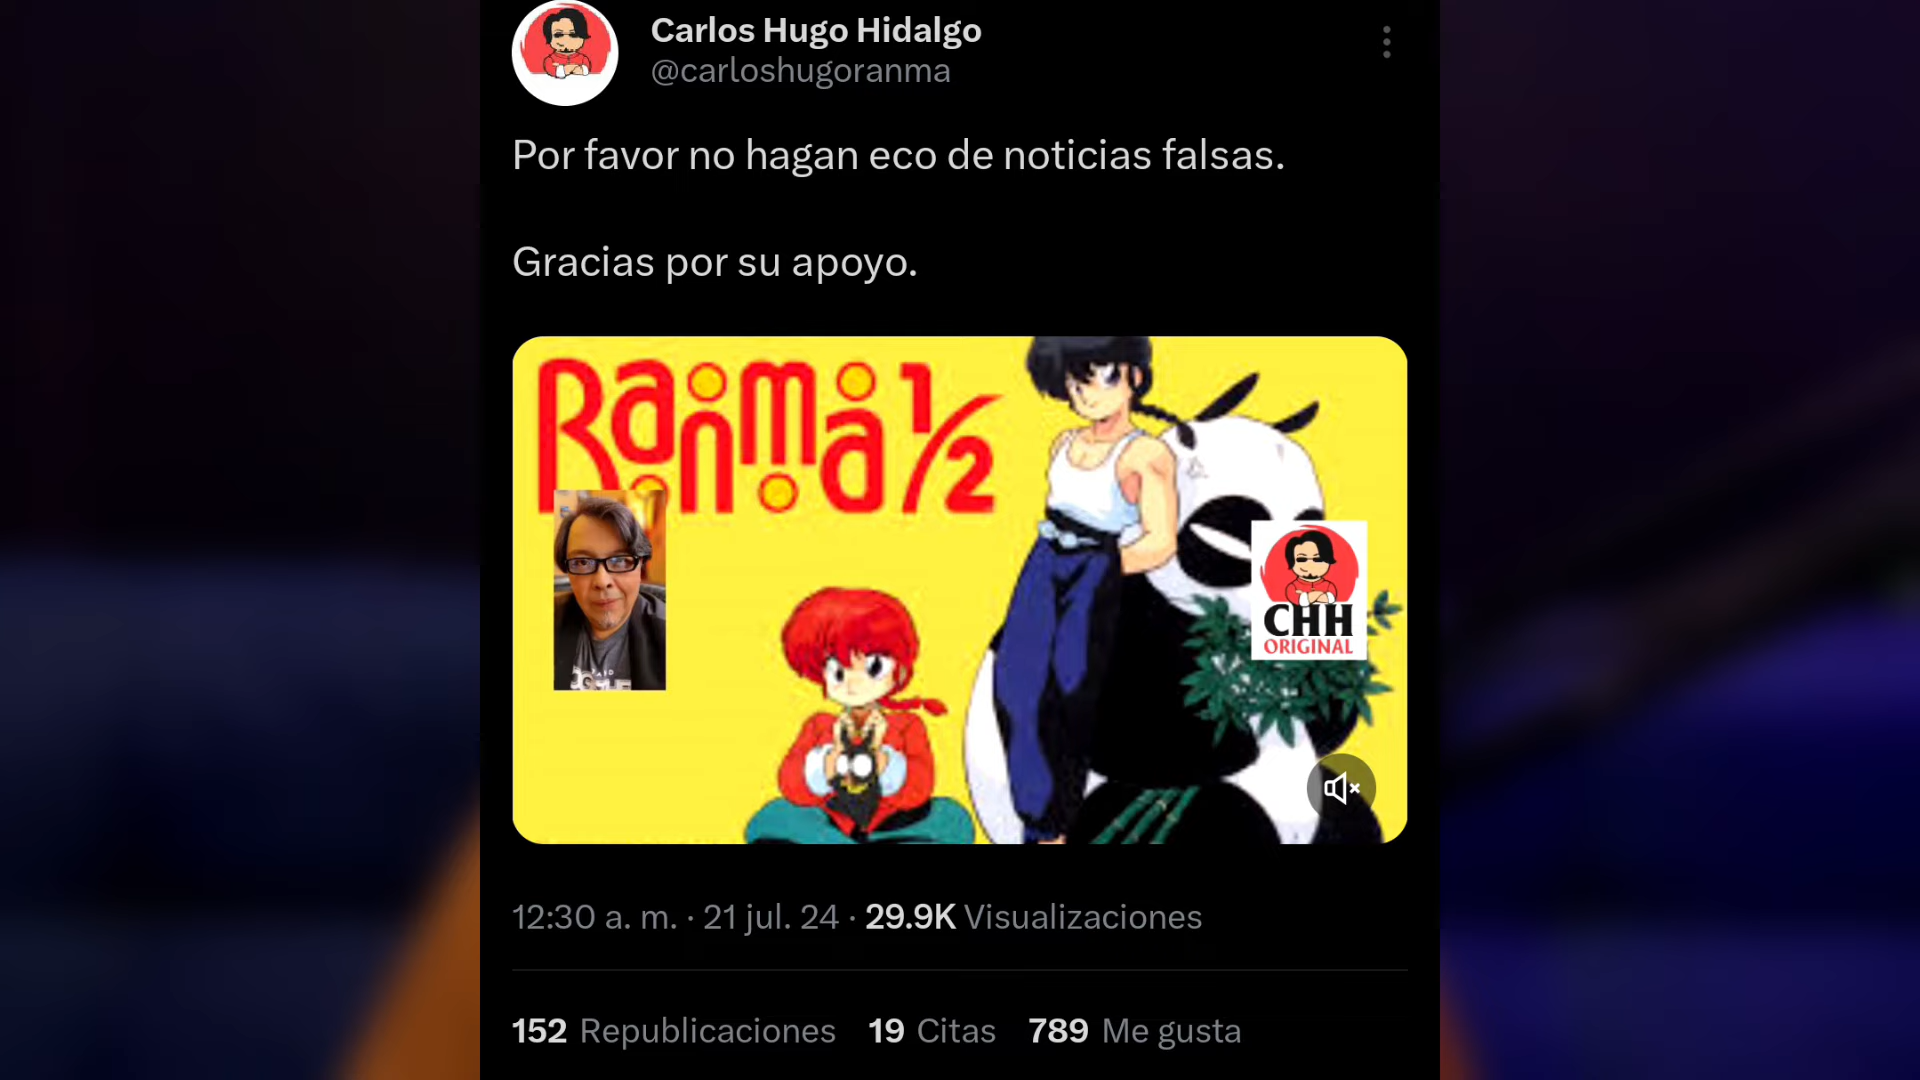 Carlos Hugo Hidalgo
@carloshugoranma
Por favor no hagan eco de noticias falsas.
Gracias por su apoyo.
Ranma ½
CHH
ORIGINAL
12:30 a. m. · 21 jul. 24 · 29.9K Visualizaciones
152 Republicaciones 19 Citas 789 Me gusta